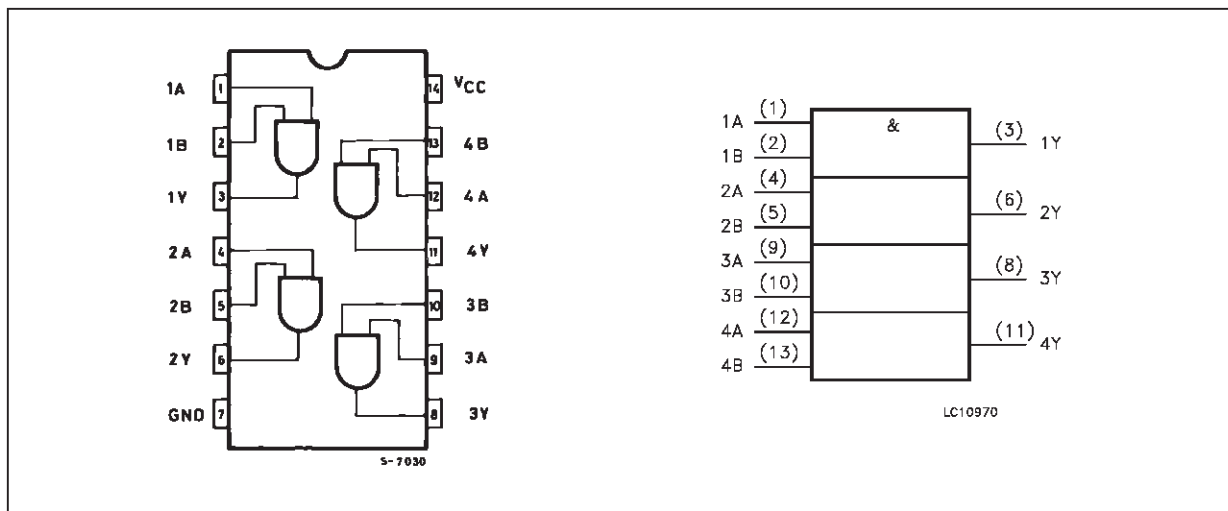 1A 1 14 VCC
1B 2 13 4B
1Y 3 12 4A
2A 4 11 4Y
2B 5 10 3B
2Y 6 9 3A
GND 7 8 3Y
S-7030
1A (1) & (3) 1Y
1B (2)
2A (4) (6) 2Y
2B (5)
3A (9) (8) 3Y
3B (10)
4A (12) (11) 4Y
4B (13)
LC10970